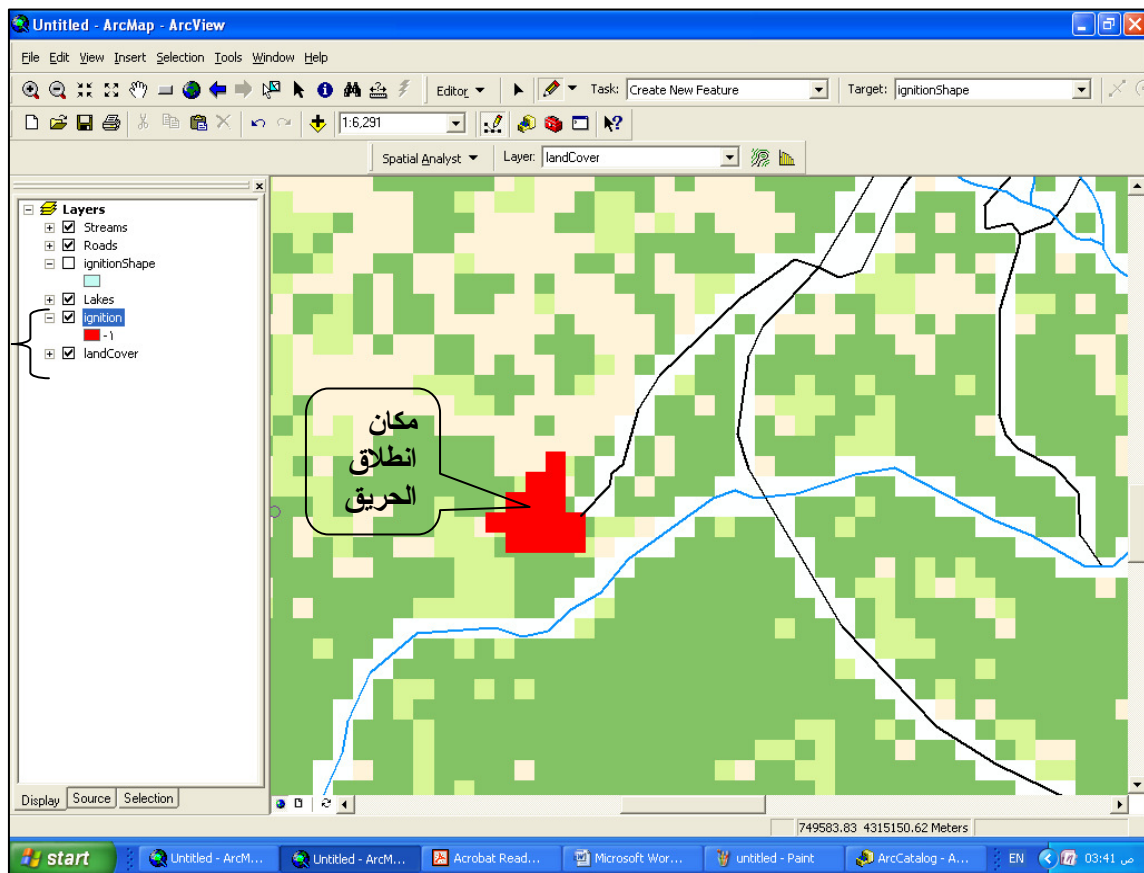 Untitled - ArcMap - ArcView
File Edit View Insert Selection Tools Window Help
Editor Task: Create New Feature Target: ignitionShape
1:6,291
Spatial Analyst Layer: landCover
Layers
Streams
Roads
ignitionShape
Lakes
ignition
-١
landCover
مكان
انطلاق
الحريق
Display Source Selection
749583.83 4315150.62 Meters
start Untitled - ArcM... Untitled - ArcM... Acrobat Read... Microsoft Wor... untitled - Paint ArcCatalog - A... EN 03:41 ص